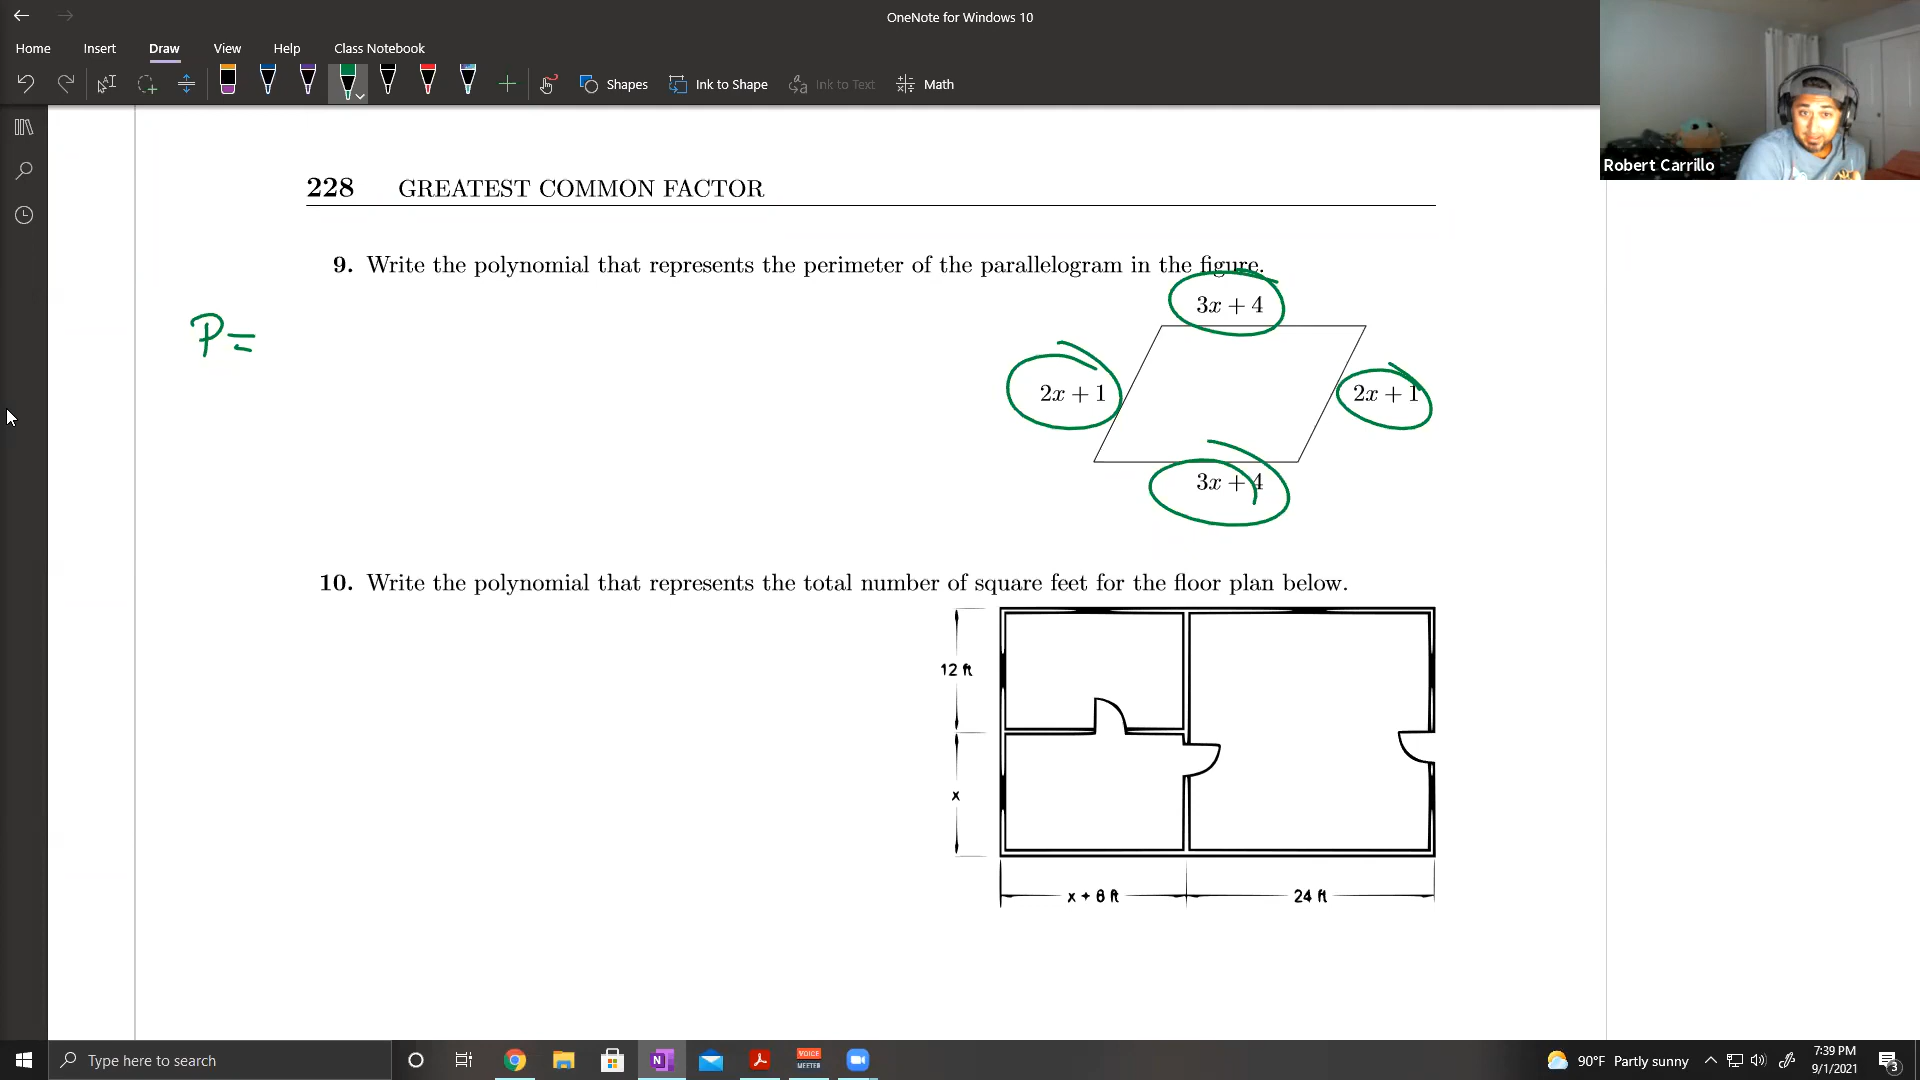 OneNote for Windows 10
Home Insert Draw View Help Class Notebook
Shapes Ink to Shape Ink to Text Math
Robert Carrillo
228 GREATEST COMMON FACTOR
9. Write the polynomial that represents the perimeter of the parallelogram in the figure.
3x + 4
P=
2x + 1 2x + 1
3x + 4
10. Write the polynomial that represents the total number of square feet for the floor plan below.
12 ft
x
x + 8 ft 24 ft
Type here to search
VOICE
MEETER
90°F Partly sunny
7:39 PM
9/1/2021
3